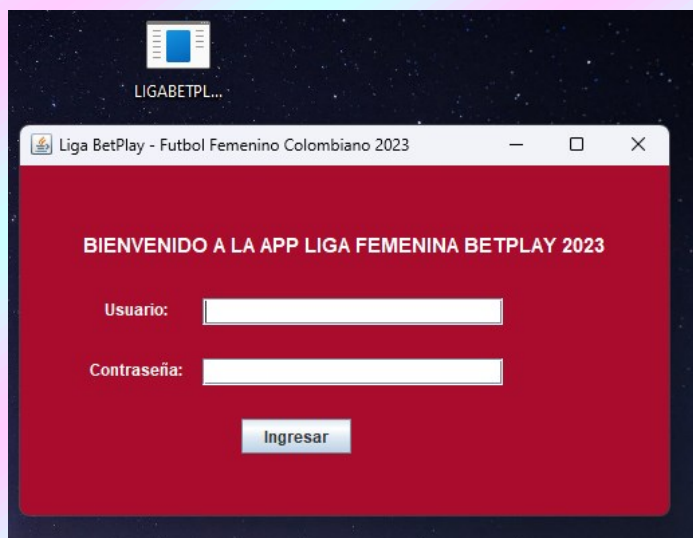 LIGABETPL...
Liga BetPlay - Futbol Femenino Colombiano 2023
BIENVENIDO A LA APP LIGA FEMENINA BETPLAY 2023
Usuario:
Contraseña:
Ingresar